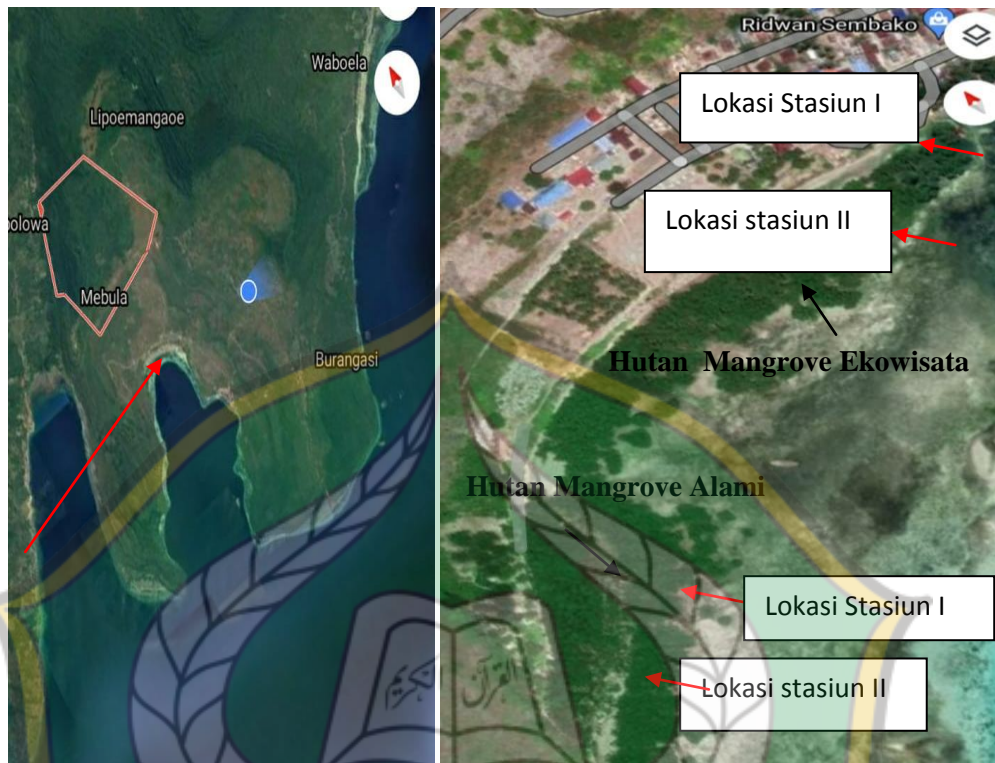 Waboela
Lipoemangaoe
bolowa
Mebula
Burangasi
Ridwan Sembako
Lokasi Stasiun I
Lokasi stasiun II
Hutan Mangrove Ekowisata
Hutan Mangrove Alami
Lokasi Stasiun I
Lokasi stasiun II